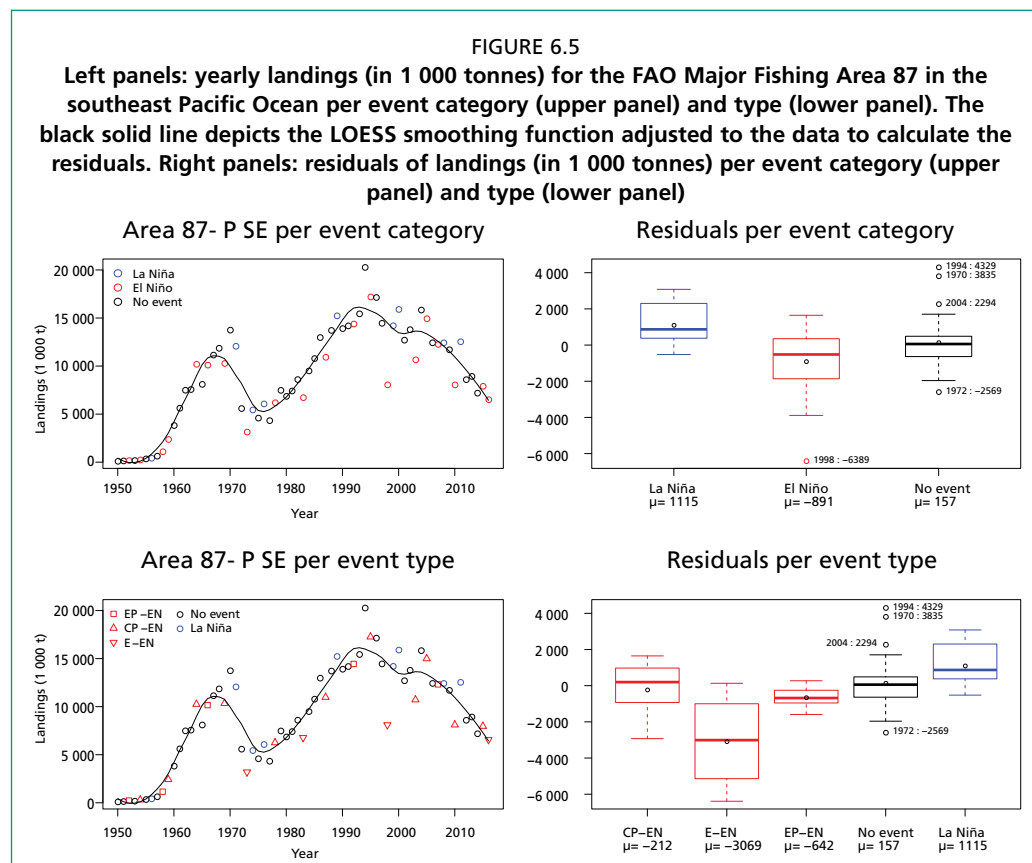 FIGURE 6.5
Left panels: yearly landings (in 1 000 tonnes) for the FAO Major Fishing Area 87 in the
southeast Pacific Ocean per event category (upper panel) and type (lower panel). The
black solid line depicts the LOESS smoothing function adjusted to the data to calculate the
residuals. Right panels: residuals of landings (in 1 000 tonnes) per event category (upper
panel) and type (lower panel)
Area 87- P SE per event category
Landings (1 000 t)
20 000
15 000
10 000
5 000
0
La Niña
El Niño
No event
1950 1960 1970 1980 1990 2000 2010
Year
Residuals per event category
4 000
2 000
0
−2 000
−4 000
−6 000
1994 : 4329
1970 : 3835
2004 : 2294
1972 : −2569
1998 : −6389
La Niña El Niño No event
µ= 1115 µ= −891 µ= 157
Area 87- P SE per event type
Landings (1 000 t)
20 000
15 000
10 000
5 000
0
EP −EN No event
CP −EN La Niña
E −EN
1950 1960 1970 1980 1990 2000 2010
Year
Residuals per event type
4 000
2 000
0
−2 000
−4 000
−6 000
1994 : 4329
1970 : 3835
2004 : 2294
1972 : −2569
CP−EN E−EN EP−EN No event La Niña
µ= −212 µ= −3069 µ= −642 µ= 157 µ= 1115